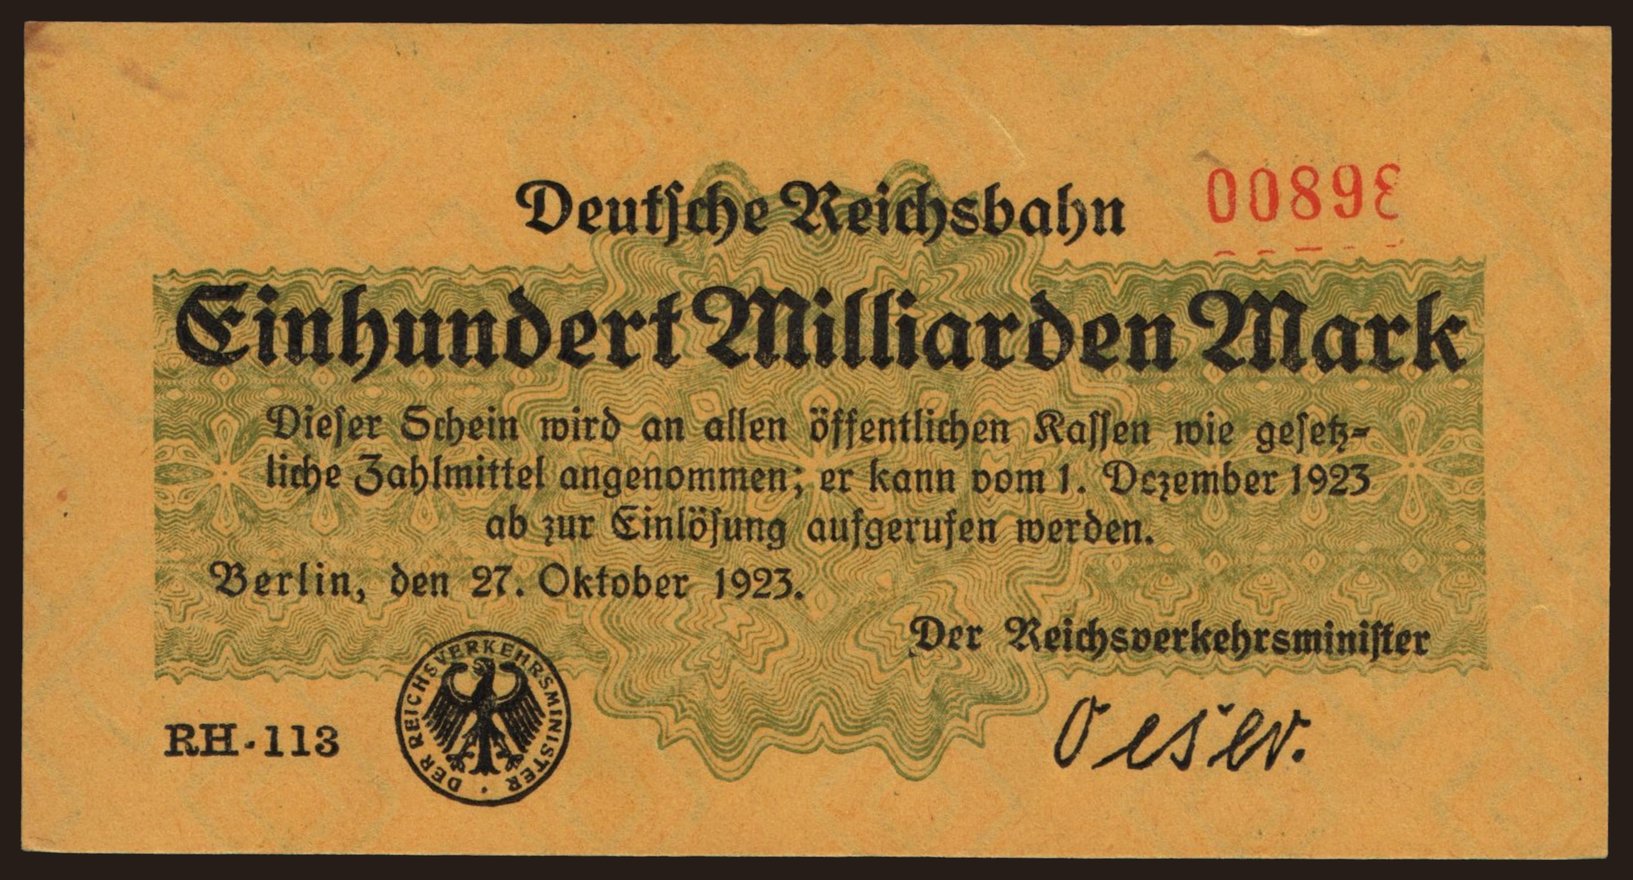 Deutsche Reichsbahn
00898
Einhundert Milliarden Mark
Dieser Schein wird an allen öffentlichen Kassen wie gesetz-
liche Zahlmittel angenommen; er kann vom 1. Dezember 1923
ab zur Einlösung aufgerufen werden.
Berlin, den 27. Oktober 1923.
Der Reichsverkehrsminister
RH-113
DER REICHSVERKEHRSMINISTER
Oeser.